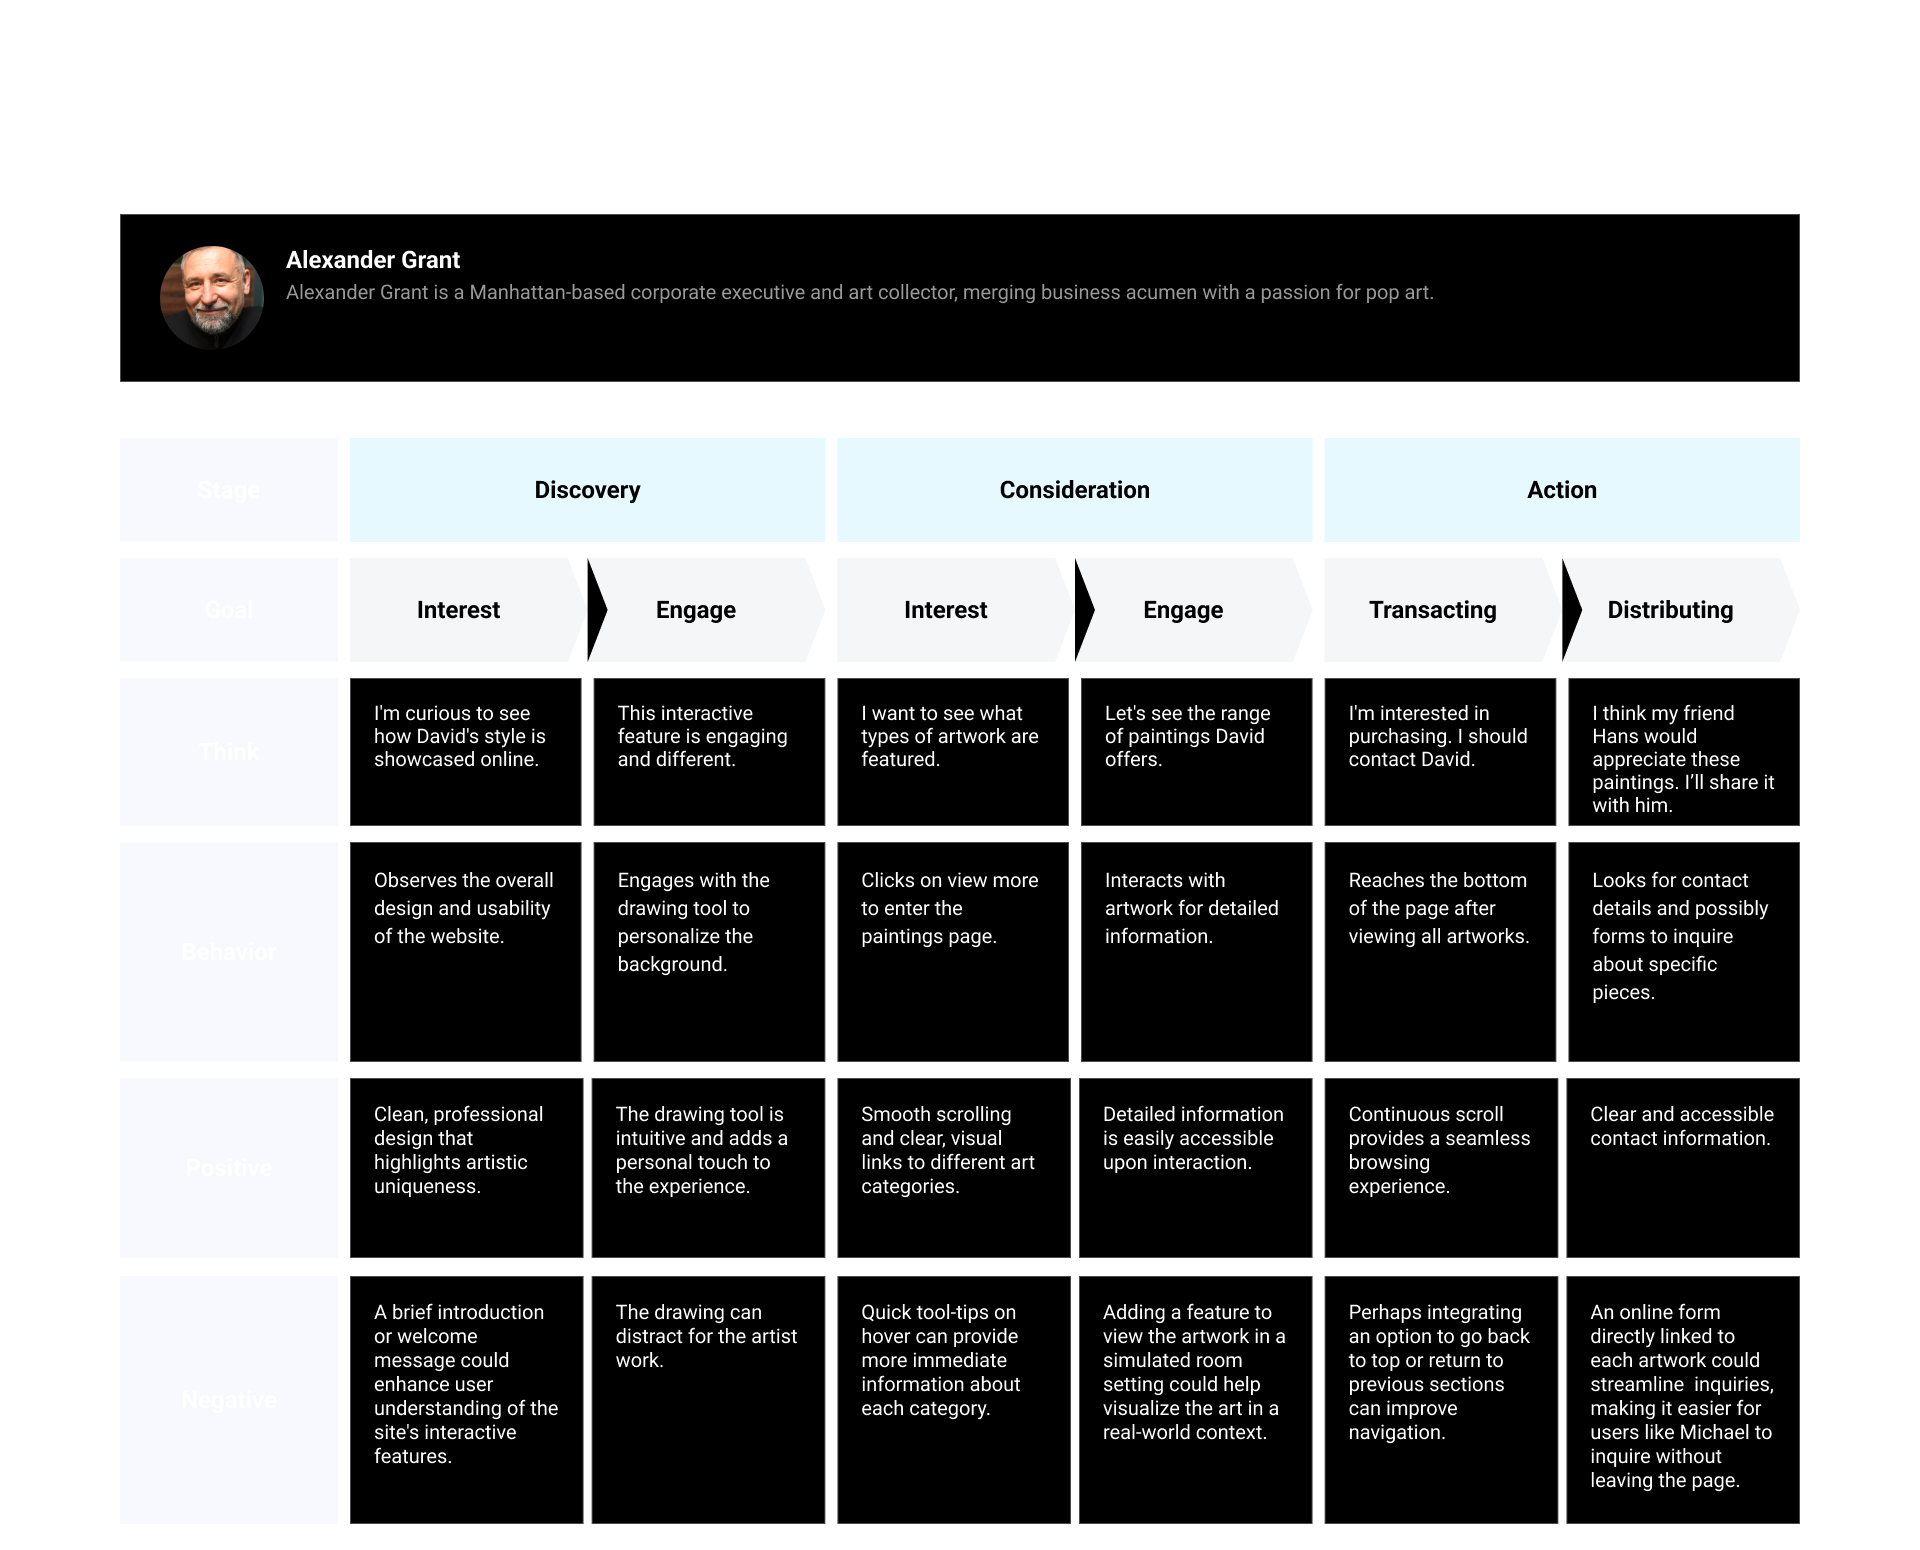 Alexander Grant
Alexander Grant is a Manhattan-based corporate executive and art collector, merging business acumen with a passion for pop art.
Stage
Discovery
Consideration
Action
Goal
Interest
Engage
Interest
Engage
Transacting
Distributing
Think
I'm curious to see
how David's style is
showcased online.
This interactive
feature is engaging
and different.
I want to see what
types of artwork are
featured.
Let's see the range
of paintings David
offers.
I'm interested in
purchasing. I should
contact David.
I think my friend
Hans would
appreciate these
paintings. I’ll share it
with him.
Behavior
Observes the overall
design and usability
of the website.
Engages with the
drawing tool to
personalize the
background.
Clicks on view more
to enter the
paintings page.
Interacts with
artwork for detailed
information.
Reaches the bottom
of the page after
viewing all artworks.
Looks for contact
details and possibly
forms to inquire
about specific
pieces.
Positive
Clean, professional
design that
highlights artistic
uniqueness.
The drawing tool is
intuitive and adds a
personal touch to
the experience.
Smooth scrolling
and clear, visual
links to different art
categories.
Detailed information
is easily accessible
upon interaction.
Continuous scroll
provides a seamless
browsing
experience.
Clear and accessible
contact information.
Negative
A brief introduction
or welcome
message could
enhance user
understanding of the
site's interactive
features.
The drawing can
distract for the artist
work.
Quick tool-tips on
hover can provide
more immediate
information about
each category.
Adding a feature to
view the artwork in a
simulated room
setting could help
visualize the art in a
real-world context.
Perhaps integrating
an option to go back
to top or return to
previous sections
can improve
navigation.
An online form
directly linked to
each artwork could
streamline  inquiries,
making it easier for
users like Michael to
inquire without
leaving the page.